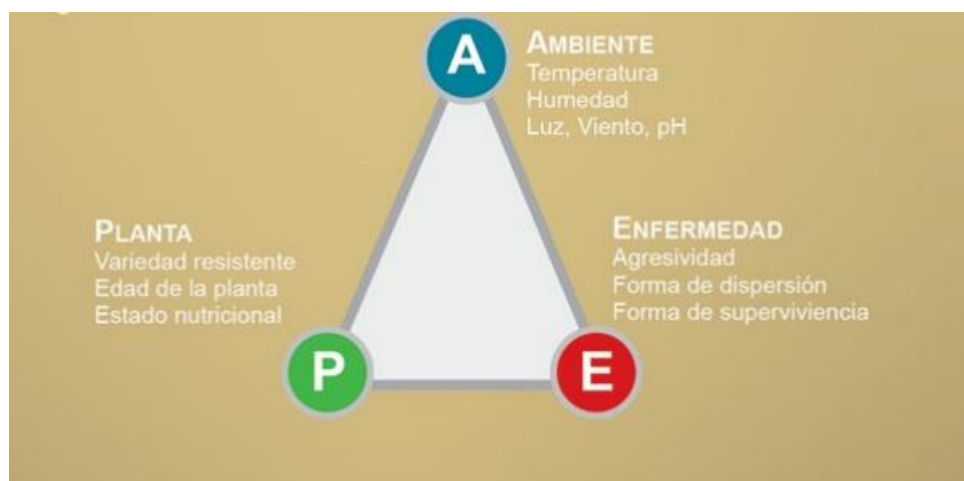 A
AMBIENTE
Temperatura
Humedad
Luz, Viento, pH
PLANTA
Variedad resistente
Edad de la planta
Estado nutricional
ENFERMEDAD
Agresividad
Forma de dispersión
Forma de superviviencia
P
E